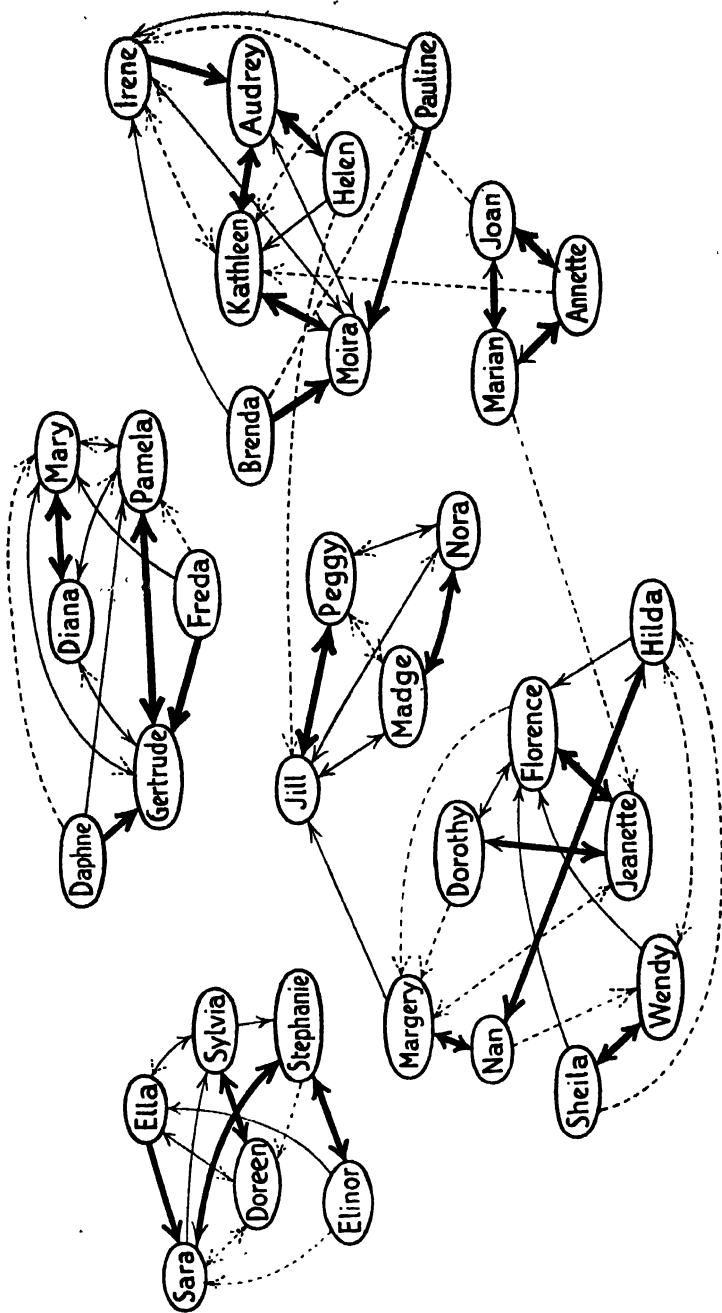 Irene
Audrey
Pauline
Helen
Kathleen
Joan
Moira
Annette
Marian
Brenda
Mary
Pamela
Diana
Freda
Gertrude
Daphne
Peggy
Nora
Madge
Jill
Hilda
Florence
Dorothy
Jeanette
Margery
Nan
Wendy
Sheila
Sylvia
Stephanie
Ella
Doreen
Elinor
Sara